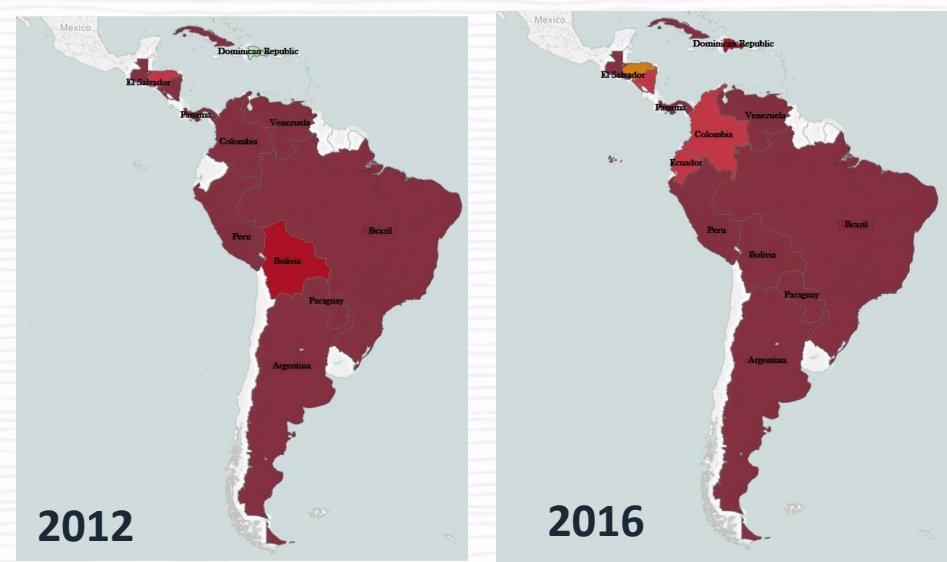 Mexico
Dominican Republic
El Salvador
Panama
Venezuela
Colombia
Peru
Brazil
Bolivia
Paraguay
Argentina
2012
Mexico
Dominican Republic
El Salvador
Panama
Venezuela
Colombia
Ecuador
Peru
Brazil
Bolivia
Paraguay
Argentina
2016